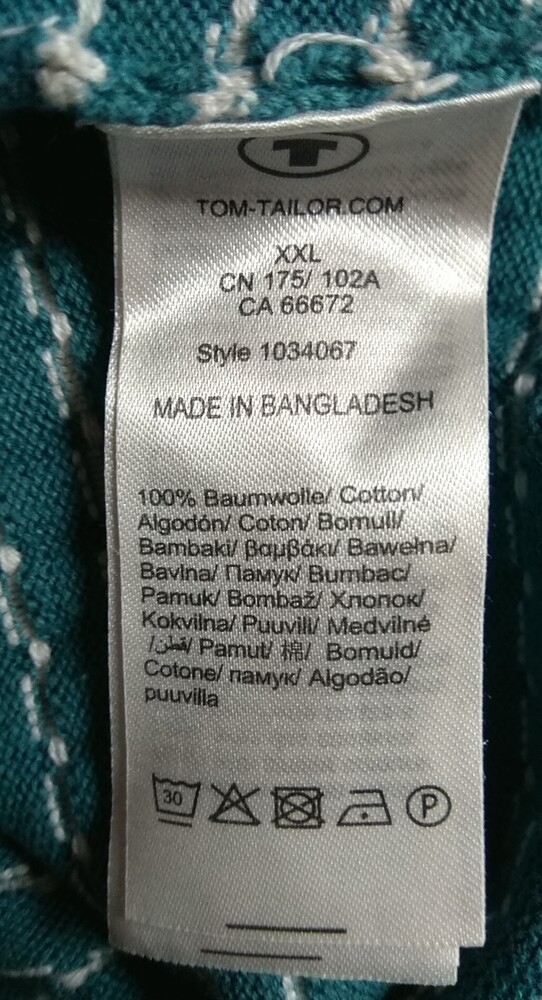 TOM-TAILOR.COM
XXL
CN 175/ 102A
CA 66672
Style 1034067
MADE IN BANGLADESH
100% Baumwolle/ Cotton/
Algodón/ Coton/ Bomull/
Bambaki/ βαμβάκι/ Bawełna/
Bavlna/ Памук/ Bumbac/
Pamuk/ Bombaž/ Хлопок/
Kokvilna/ Puuvill/ Medvilnė
/قطن/ Pamut/ 棉/ Bomuld/
Cotone/ памук/ Algodão/
puuvilla
30
P